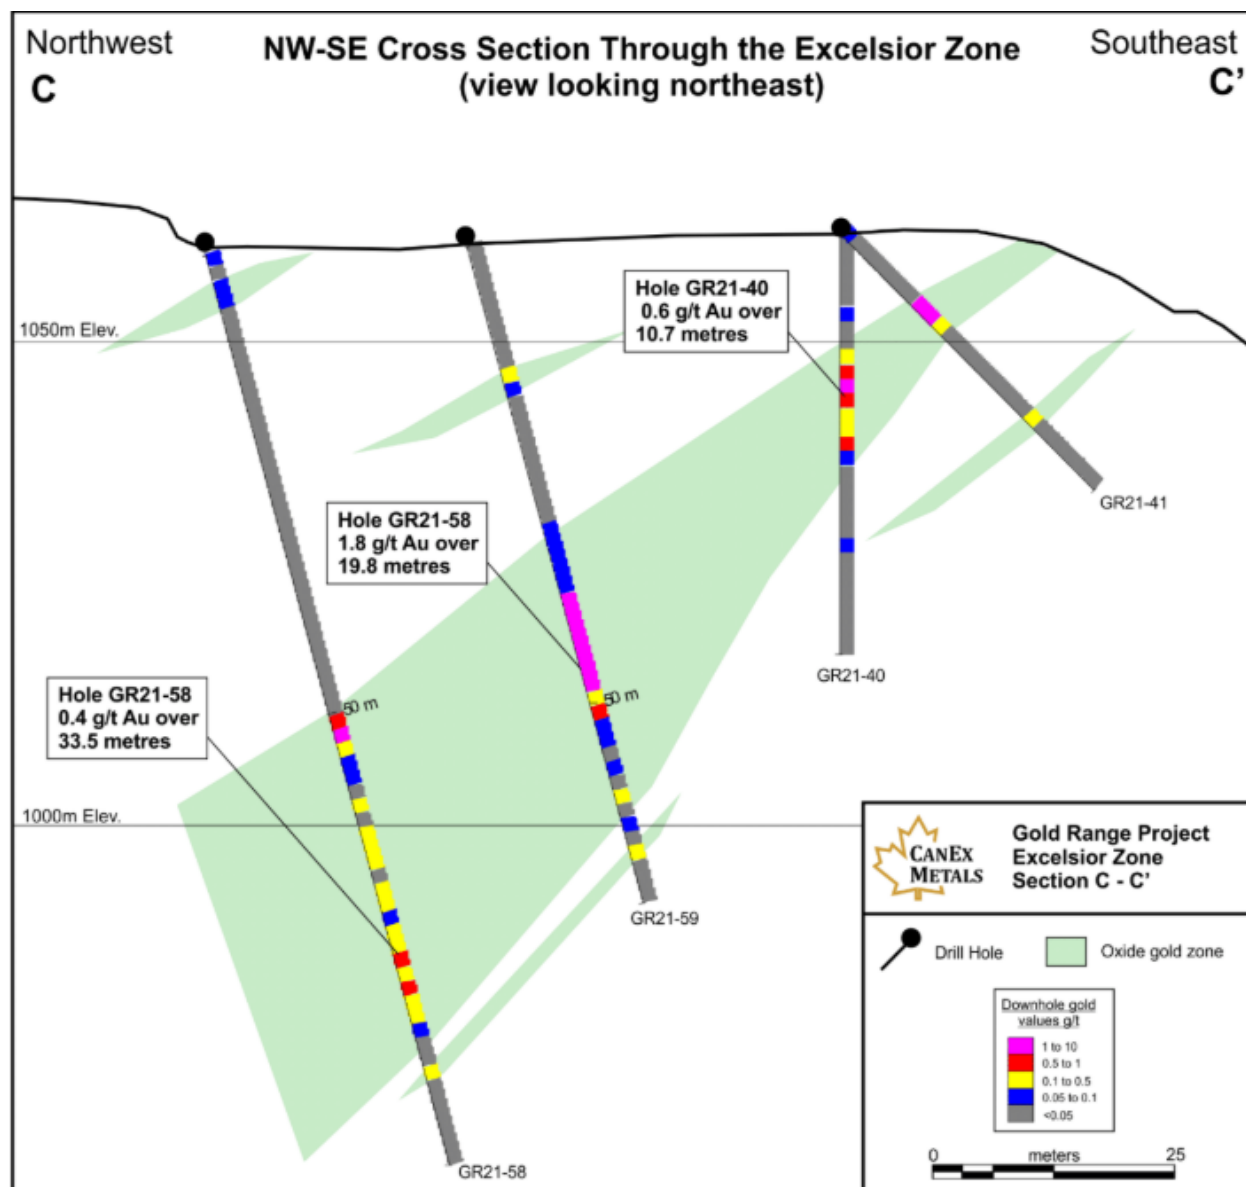 Northwest
C
NW-SE Cross Section Through the Excelsior Zone
(view looking northeast)
Southeast
C'
Hole GR21-40
0.6 g/t Au over
10.7 metres
1050m Elev.
GR21-41
Hole GR21-58
1.8 g/t Au over
19.8 metres
GR21-40
Hole GR21-58
0.4 g/t Au over
33.5 metres
50 m
50 m
1000m Elev.
GR21-59
GR21-58
CANEX
METALS
Gold Range Project
Excelsior Zone
Section C - C'
Drill Hole
Oxide gold zone
Downhole gold
values g/t
1 to 10
0.5 to 1
0.1 to 0.5
0.05 to 0.1
<0.05
0 meters 25